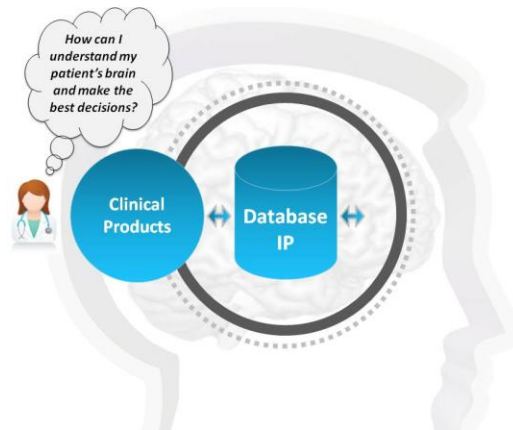 How can I
understand my
patient's brain
and make the
best decisions?
Clinical
Products
Database
IP